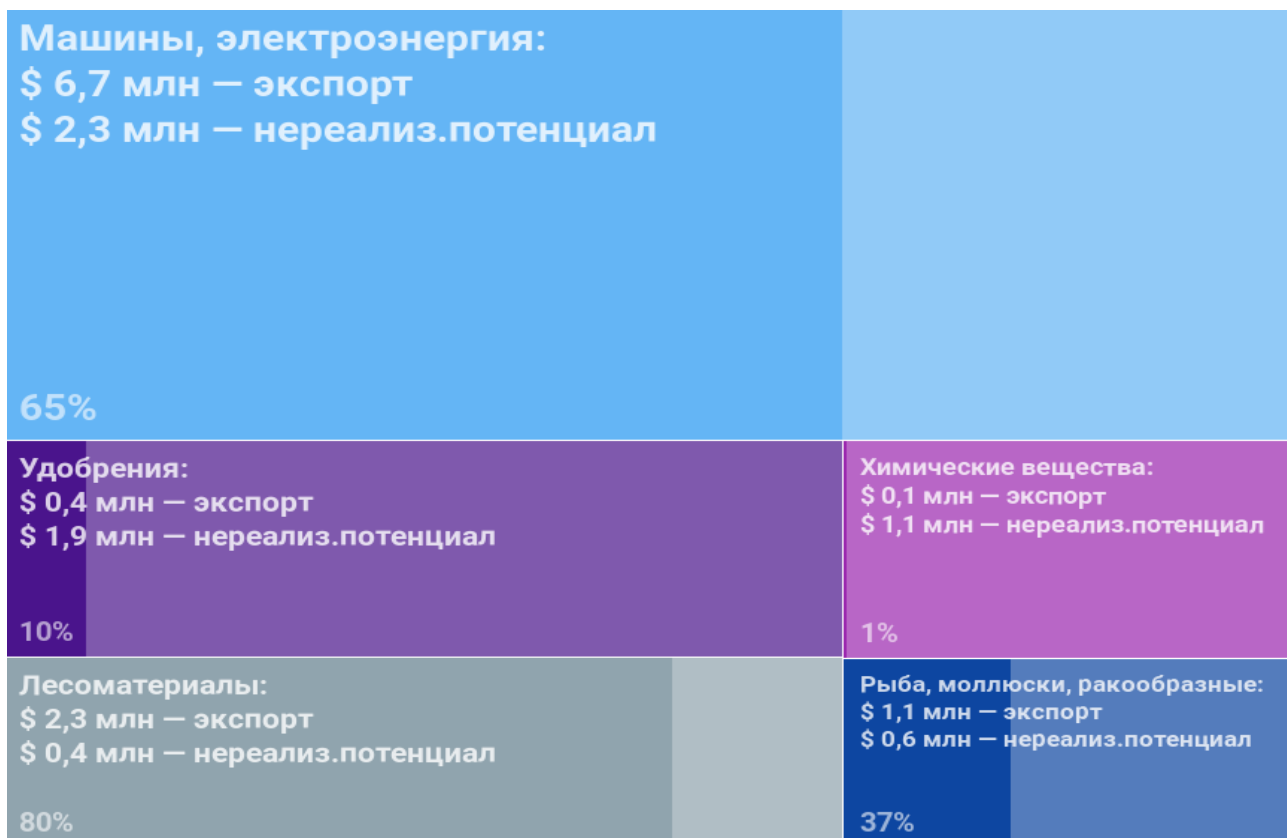 Машины, электроэнергия:
$ 6,7 млн — экспорт
$ 2,3 млн — нереализ.потенциал
65%
Удобрения:
$ 0,4 млн — экспорт
$ 1,9 млн — нереализ.потенциал
10%
Химические вещества:
$ 0,1 млн — экспорт
$ 1,1 млн — нереализ.потенциал
1%
Лесоматериалы:
$ 2,3 млн — экспорт
$ 0,4 млн — нереализ.потенциал
80%
Рыба, моллюски, ракообразные:
$ 1,1 млн — экспорт
$ 0,6 млн — нереализ.потенциал
37%